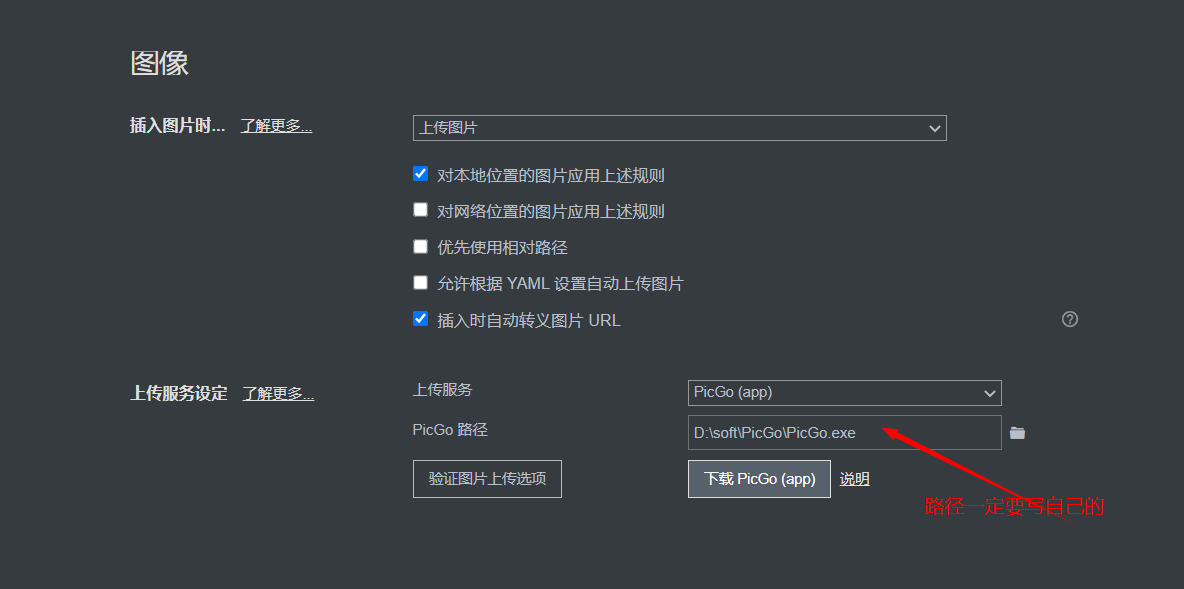 图像
插入图片时... 了解更多...
上传图片
对本地位置的图片应用上述规则
对网络位置的图片应用上述规则
优先使用相对路径
允许根据 YAML 设置自动上传图片
插入时自动转义图片 URL
上传服务设定 了解更多...
上传服务 PicGo (app)
PicGo 路径 D:\soft\PicGo\PicGo.exe
验证图片上传选项 下载 PicGo (app) 说明
路径一定要写自己的